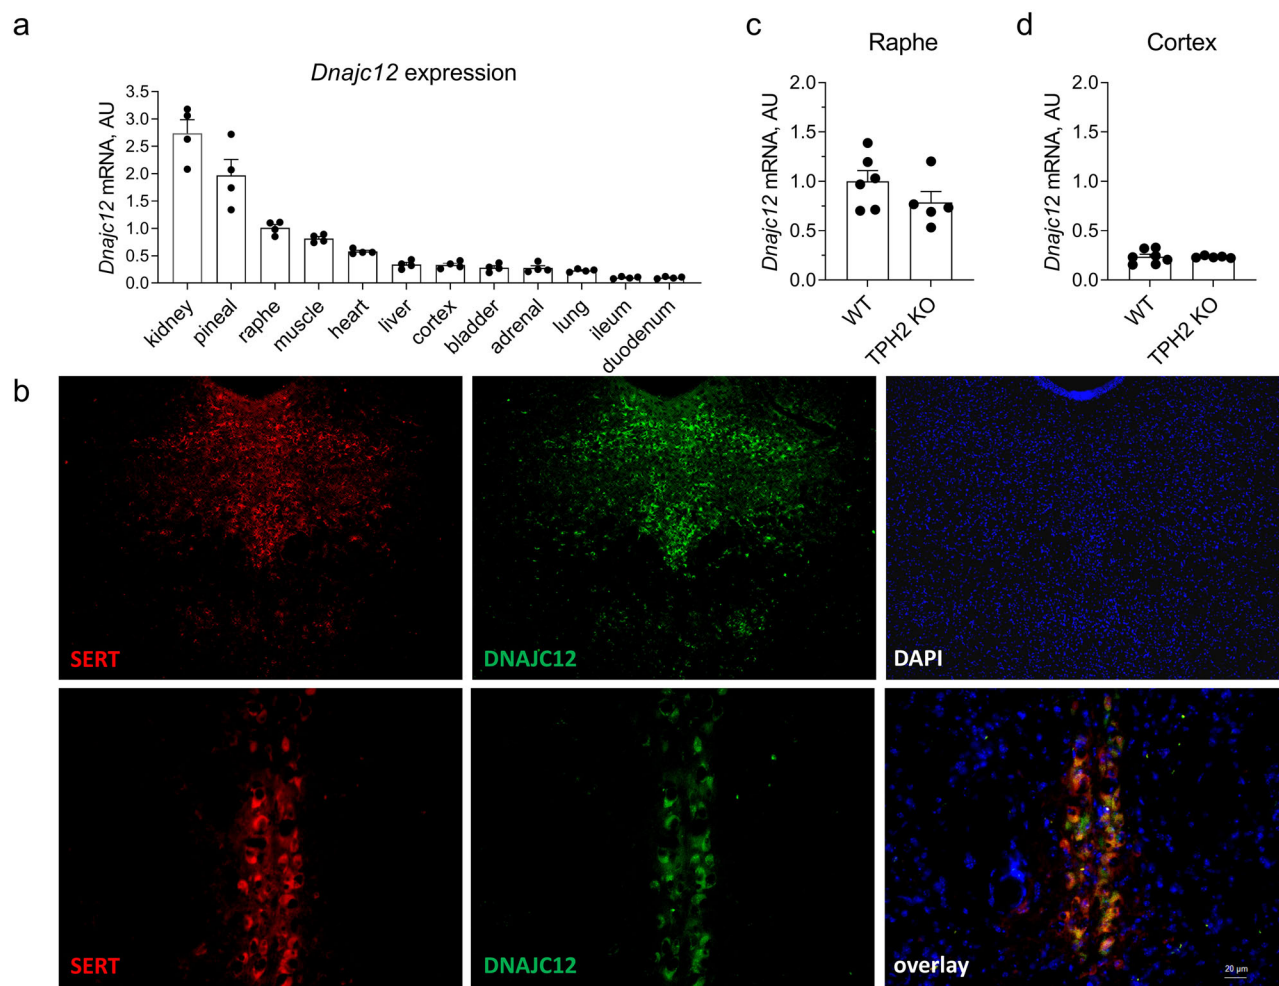 a
Dnajc12 expression
Dnajc12 mRNA, AU
3.5
3.0
2.5
2.0
1.5
1.0
0.5
0.0
kidney
pineal
raphe
muscle
heart
liver
cortex
bladder
adrenal
lung
ileum
duodenum
c
Raphe
Dnajc12 mRNA, AU
2.0
1.5
1.0
0.5
0.0
WT
TPH2 KO
d
Cortex
Dnajc12 mRNA, AU
2.0
1.5
1.0
0.5
0.0
WT
TPH2 KO
b
SERT
DNAJC12
DAPI
SERT
DNAJC12
overlay
20 µm